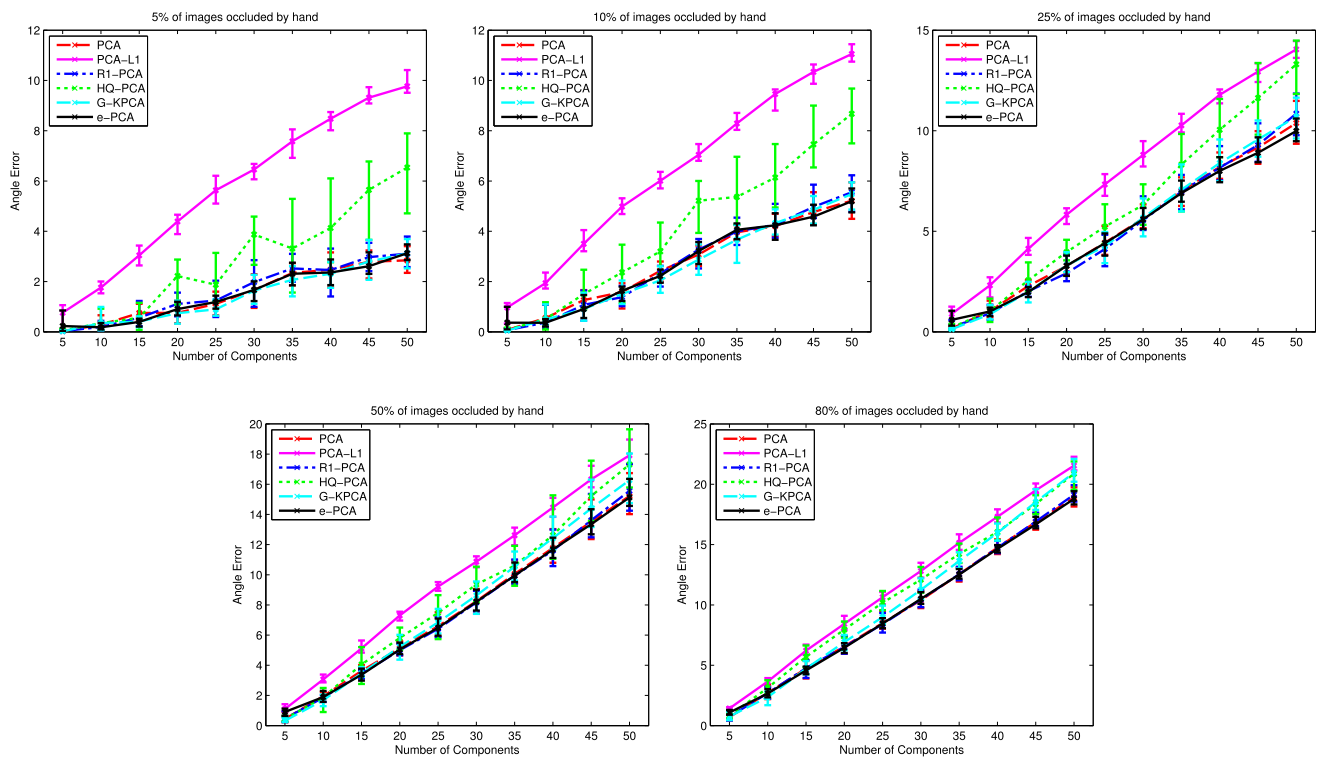 5% of images occluded by hand
12
10
8
6
4
2
0
Angle Error
PCA
PCA−L1
R1−PCA
HQ−PCA
G−KPCA
e−PCA
5 10 15 20 25 30 35 40 45 50
Number of Components
10% of images occluded by hand
12
10
8
6
4
2
0
Angle Error
PCA
PCA−L1
R1−PCA
HQ−PCA
G−KPCA
e−PCA
5 10 15 20 25 30 35 40 45 50
Number of Components
25% of images occluded by hand
15
10
5
0
Angle Error
PCA
PCA−L1
R1−PCA
HQ−PCA
G−KPCA
e−PCA
5 10 15 20 25 30 35 40 45 50
Number of Components
50% of images occluded by hand
20
18
16
14
12
10
8
6
4
2
0
Angle Error
PCA
PCA−L1
R1−PCA
HQ−PCA
G−KPCA
e−PCA
5 10 15 20 25 30 35 40 45 50
Number of Components
80% of images occluded by hand
25
20
15
10
5
0
Angle Error
PCA
PCA−L1
R1−PCA
HQ−PCA
G−KPCA
e−PCA
5 10 15 20 25 30 35 40 45 50
Number of Components